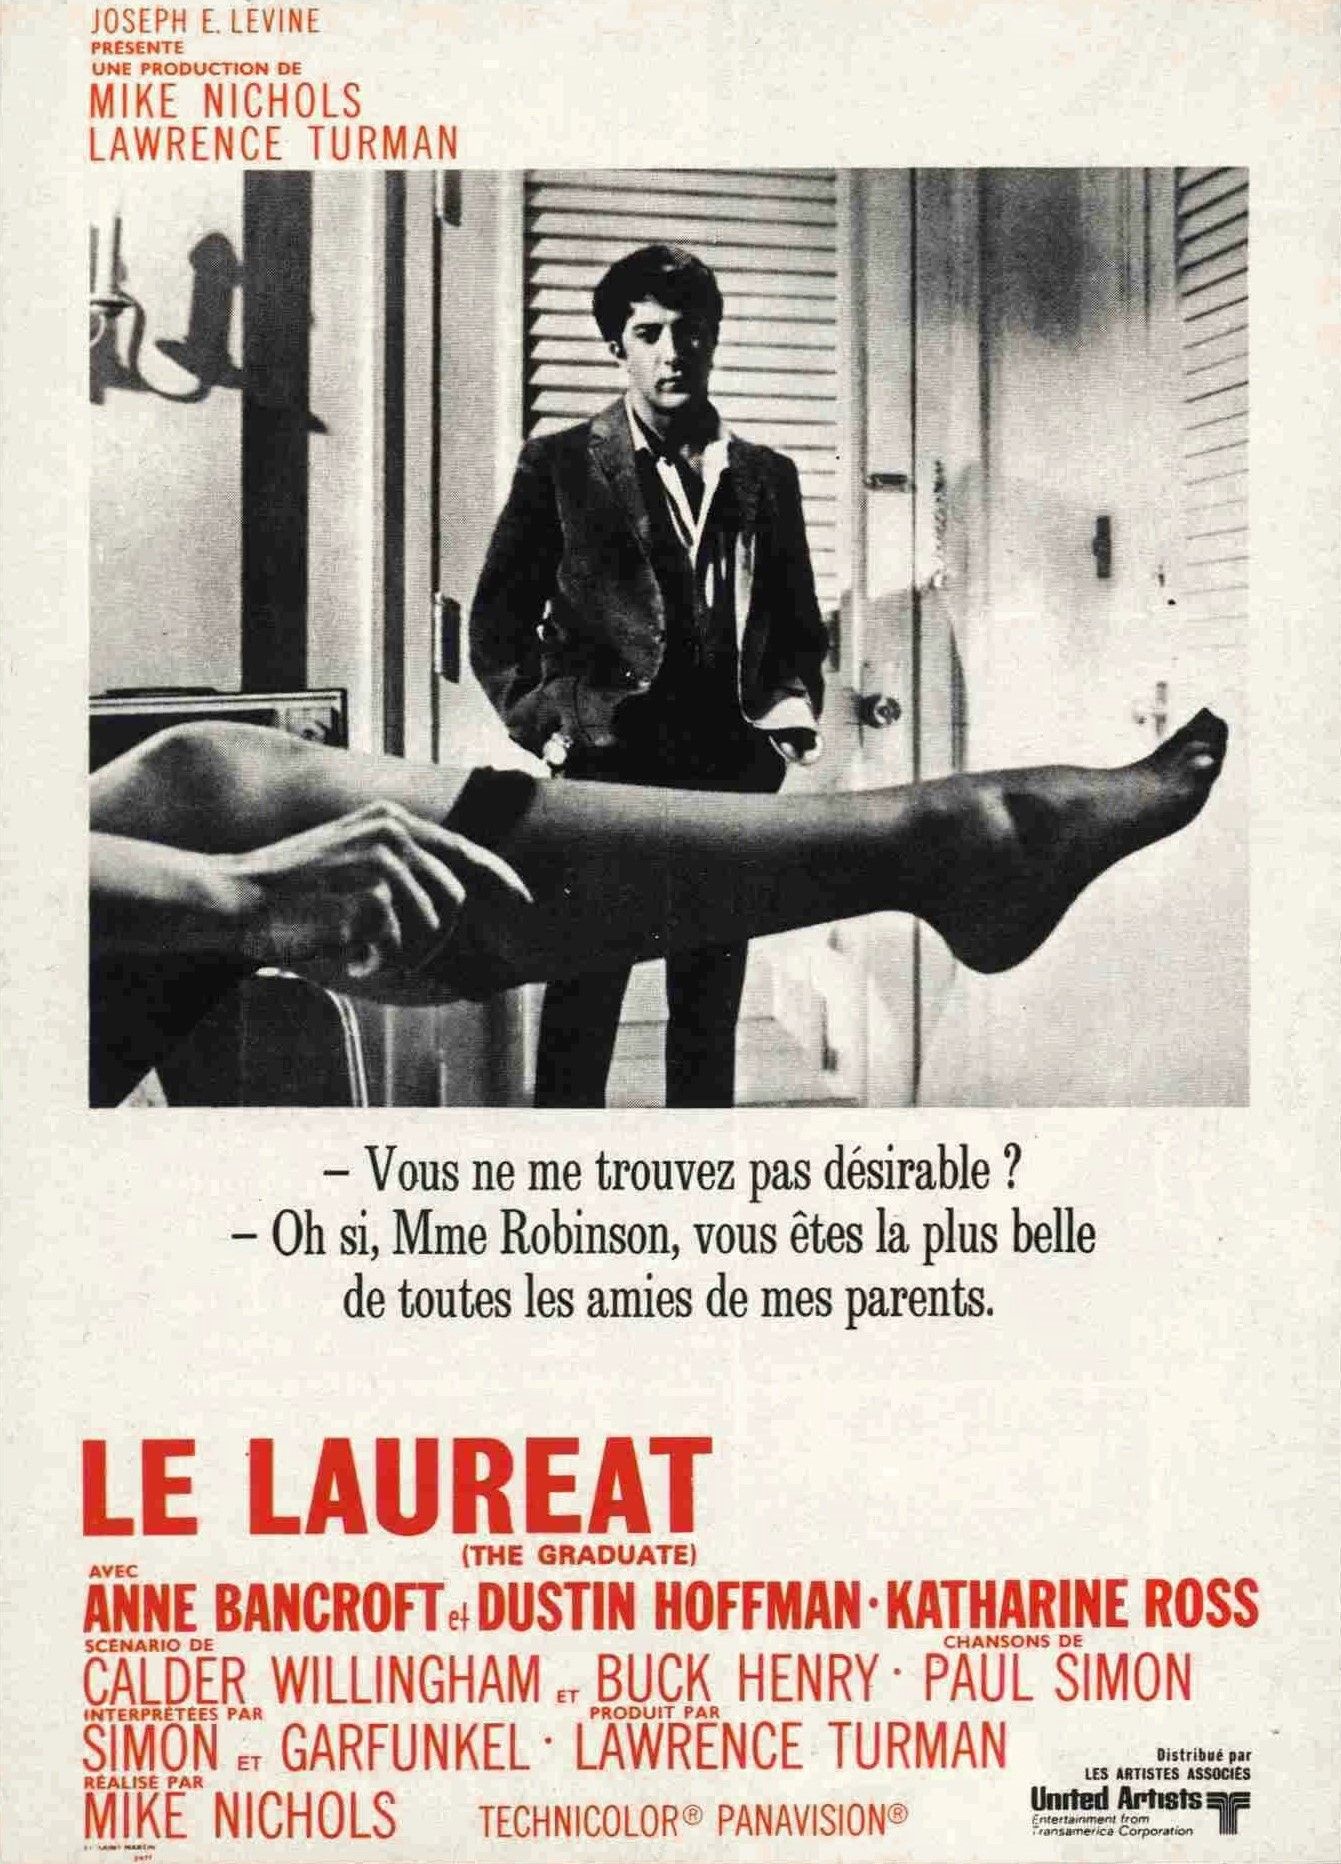 JOSEPH E. LEVINE
PRÉSENTE
UNE PRODUCTION DE
MIKE NICHOLS
LAWRENCE TURMAN
– Vous ne me trouvez pas désirable ?
– Oh si, Mme Robinson, vous êtes la plus belle
de toutes les amies de mes parents.
LE LAUREAT
(THE GRADUATE)
AVEC
ANNE BANCROFT et DUSTIN HOFFMAN · KATHARINE ROSS
SCÉNARIO DE CHANSONS DE
CALDER WILLINGHAM ET BUCK HENRY · PAUL SIMON
INTERPRÉTÉES PAR PRODUIT PAR
SIMON ET GARFUNKEL · LAWRENCE TURMAN
RÉALISÉ PAR
MIKE NICHOLS TECHNICOLOR® PANAVISION®
Distribué par
LES ARTISTES ASSOCIÉS
United Artists
Entertainment from
Transamerica Corporation